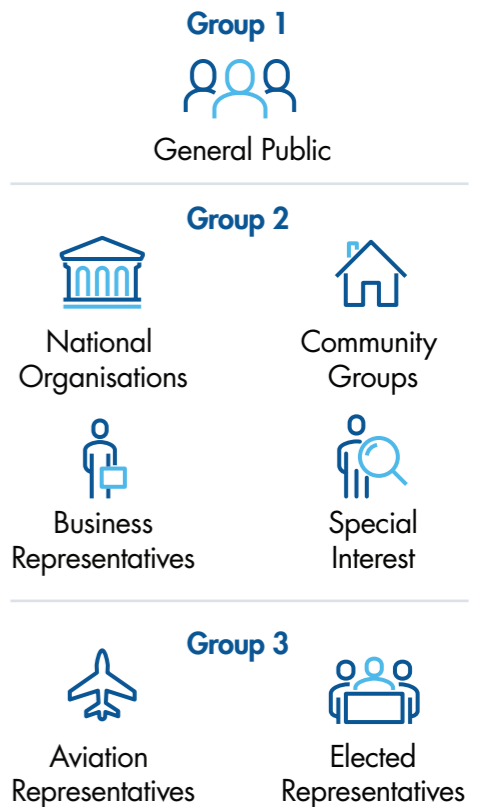 Group 1
General Public
Group 2
National
Organisations
Community
Groups
Business
Representatives
Special
Interest
Group 3
Aviation
Representatives
Elected
Representatives